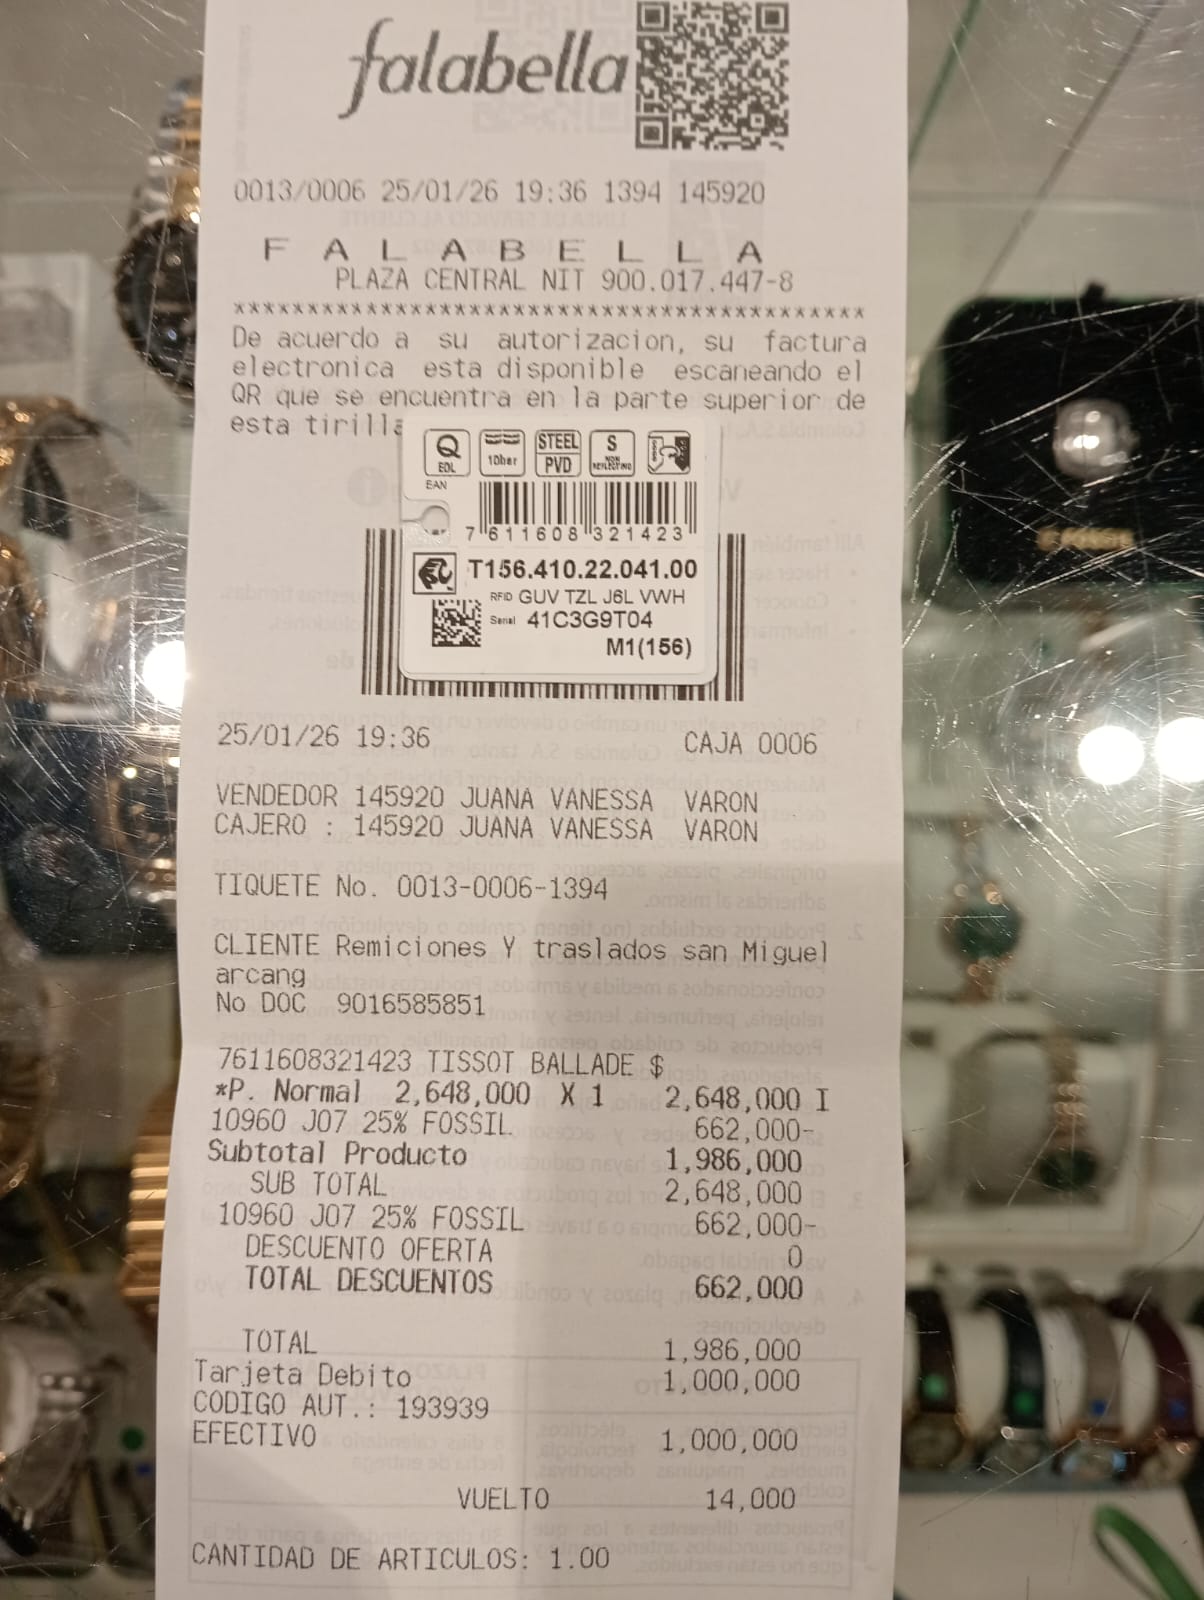 falabella
0013/0006 25/01/26 19:36 1394 145920
F A L A B E L L A
PLAZA CENTRAL NIT 900.017.447-8
*******************************************
De acuerdo a su autorizacion, su factura
electronica esta disponible escaneando el
QR que se encuentra en la parte superior de
esta tirilla
Q EOL
10bar
STEEL PVD
S NON REFLECTING
EAN
7 611608 321423
T156.410.22.041.00
RFID GUV TZL J6L VWH
Serial 41C3G9T04
M1(156)
25/01/26 19:36 CAJA 0006
VENDEDOR 145920 JUANA VANESSA VARON
CAJERO : 145920 JUANA VANESSA VARON
TIQUETE No. 0013-0006-1394
CLIENTE Remiciones Y traslados san Miguel
arcang
No DOC 9016585851
7611608321423 TISSOT BALLADE $
*P. Normal 2,648,000 X 1 2,648,000 I
10960 J07 25% FOSSIL 662,000-
Subtotal Producto 1,986,000
SUB TOTAL 2,648,000
10960 J07 25% FOSSIL 662,000-
DESCUENTO OFERTA 0
TOTAL DESCUENTOS 662,000
TOTAL 1,986,000
Tarjeta Debito 1,000,000
CODIGO AUT.: 193939
EFECTIVO 1,000,000
VUELTO 14,000
CANTIDAD DE ARTICULOS: 1.00